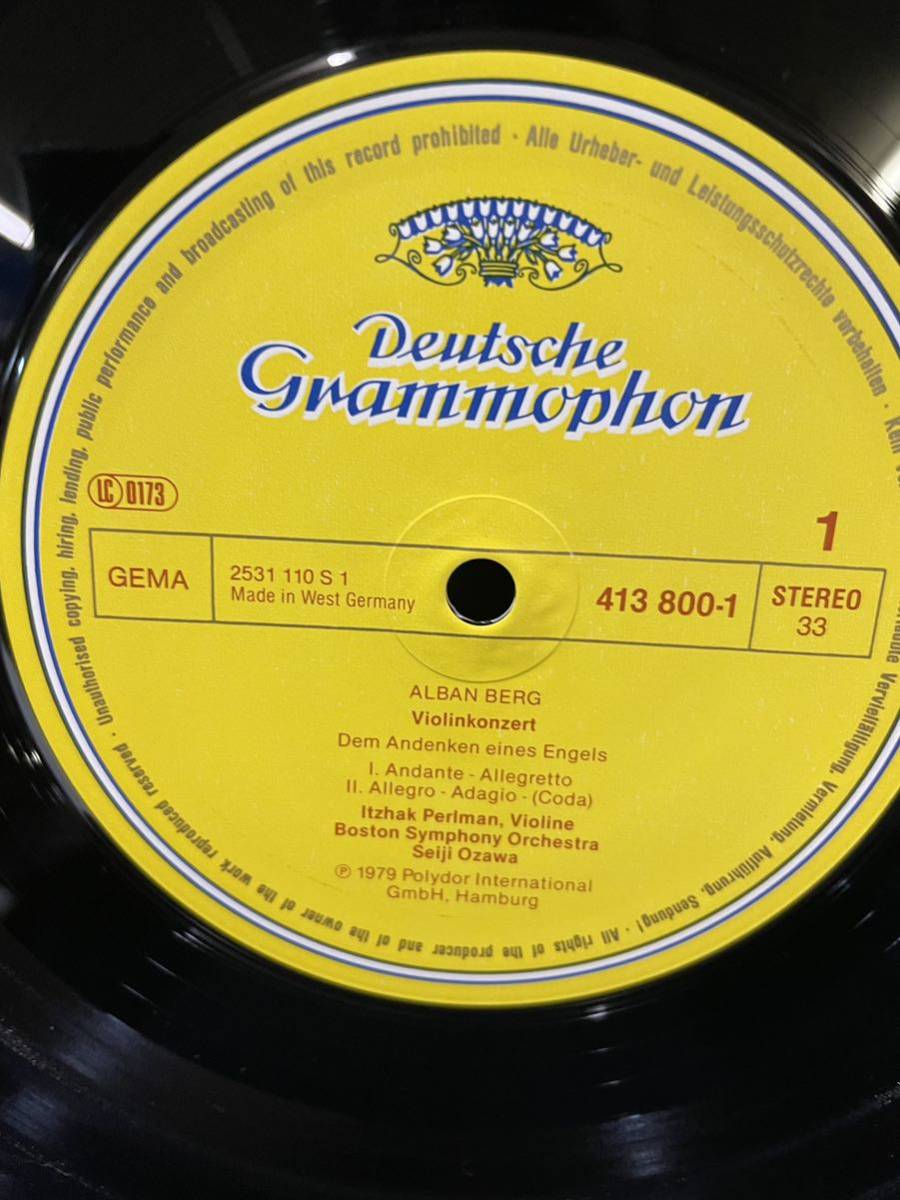 Unauthorised copying, hiring, lending, public performance and broadcasting of this record prohibited · Alle Urheber- und Leistungsschutzrechte vorbehalten ·
Vervielfältigung, Vermietung, Aufführung, Sendung! · All rights of the producer and of the owner of the work reproduced reserved ·
Deutsche
Grammophon
LC 0173
1
GEMA
2531 110 S 1
Made in West Germany
413 800-1
STEREO
33
ALBAN BERG
Violinkonzert
Dem Andenken eines Engels
I. Andante - Allegretto
II. Allegro - Adagio - (Coda)
Itzhak Perlman, Violine
Boston Symphony Orchestra
Seiji Ozawa
℗ 1979 Polydor International
GmbH, Hamburg